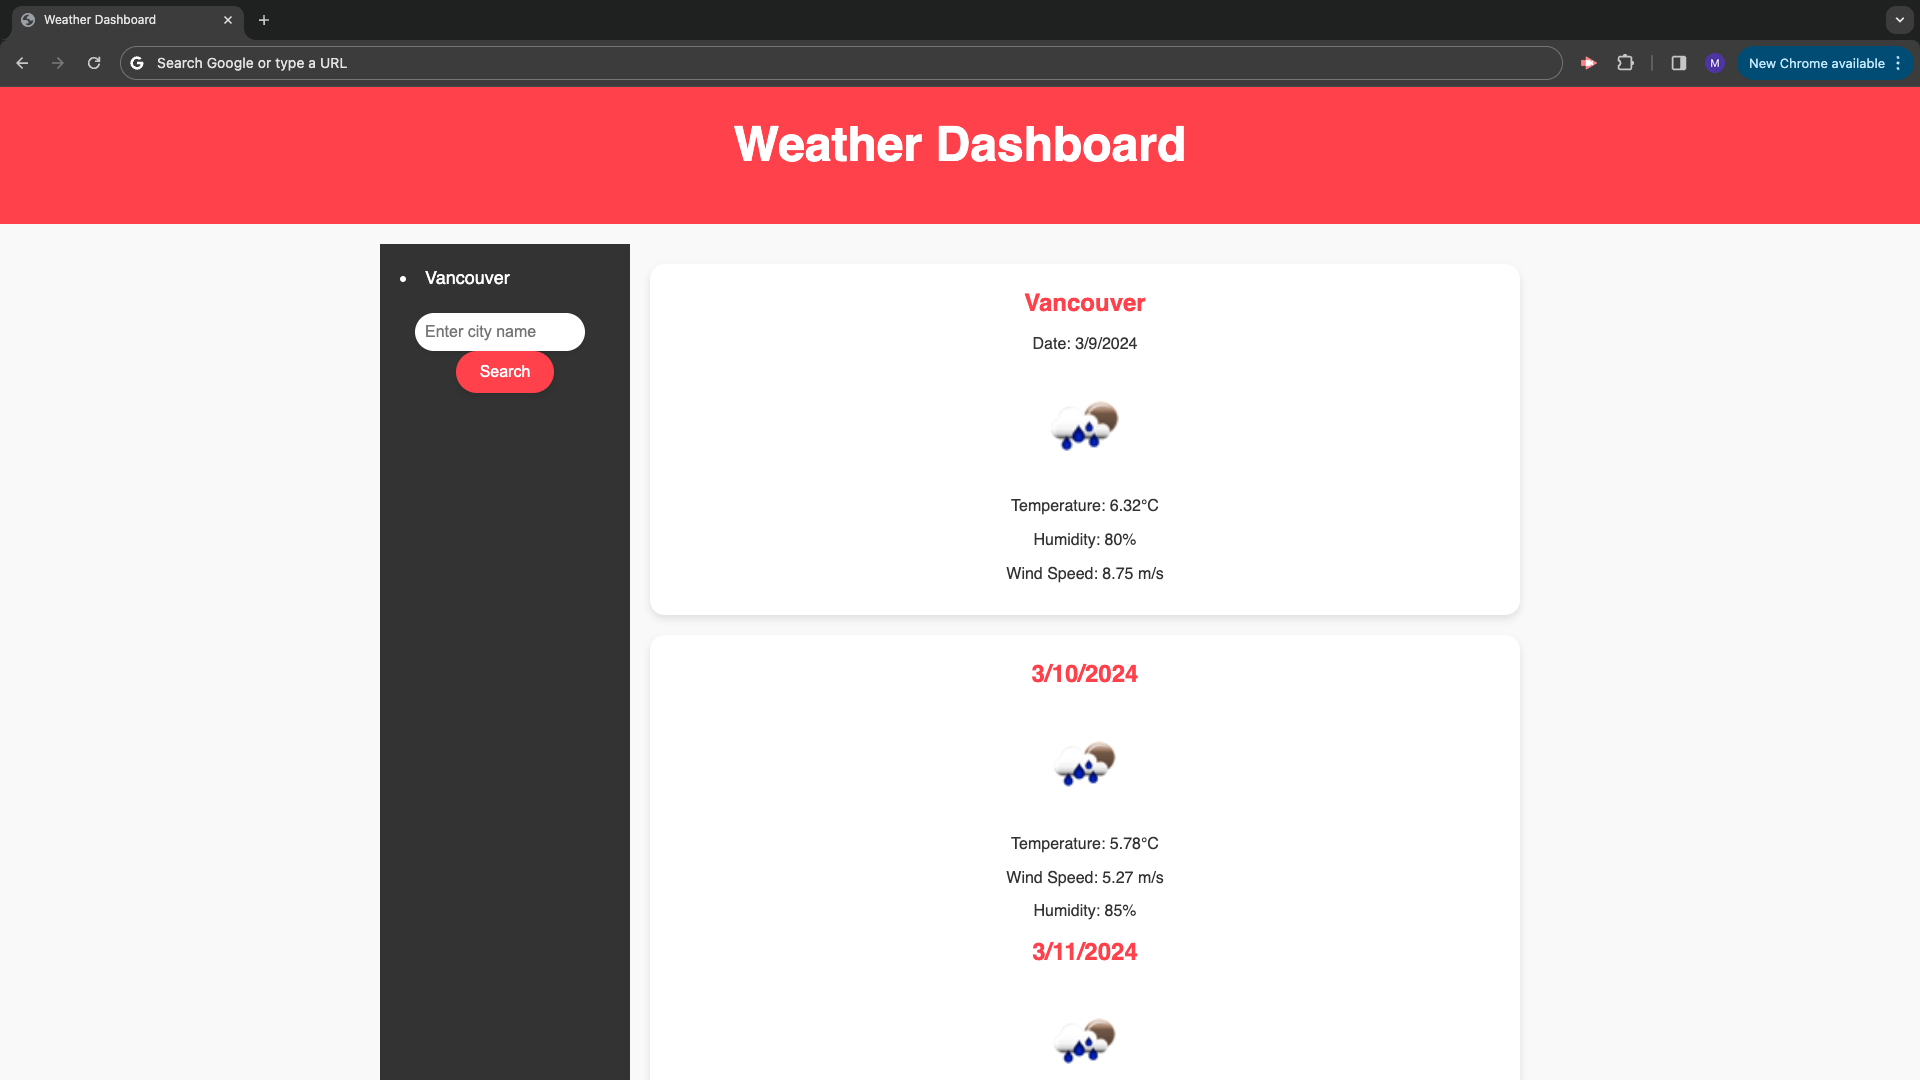 Weather Dashboard
Search Google or type a URL
M
New Chrome available
Weather Dashboard
Vancouver
Enter city name
Search
Vancouver
Date: 3/9/2024
Temperature: 6.32°C
Humidity: 80%
Wind Speed: 8.75 m/s
3/10/2024
Temperature: 5.78°C
Wind Speed: 5.27 m/s
Humidity: 85%
3/11/2024